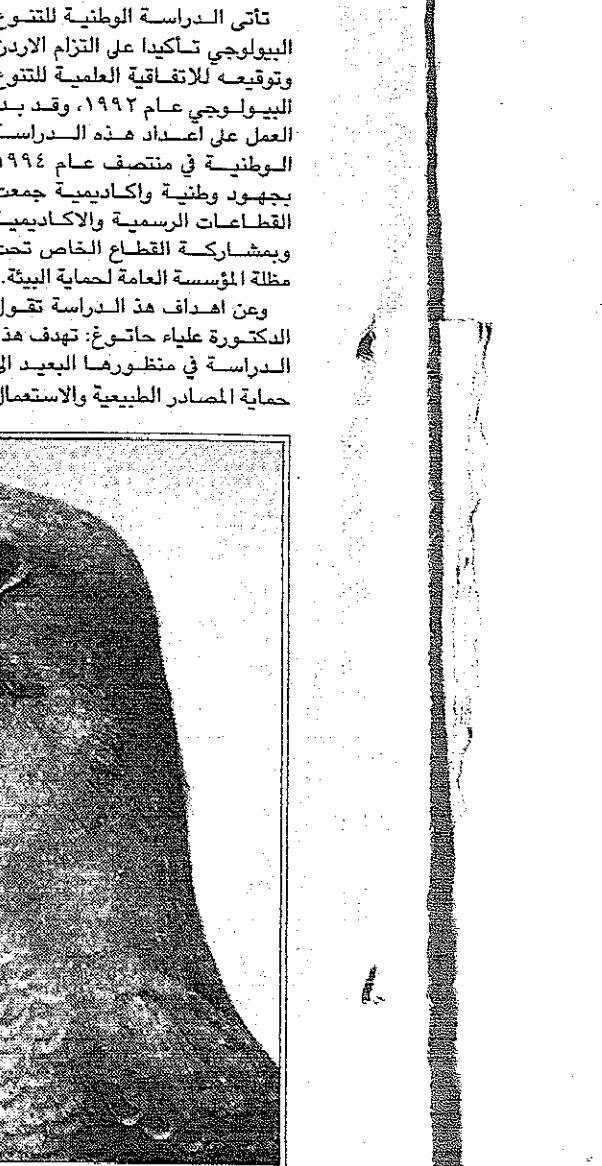 تأتى الدراسة الوطنية للتنوع
البيولوجي تأكيدا على التزام الاردن
وتوقيعه للاتفاقية العلمية للتنوع
البيولوجي عام ١٩٩٢، وقد بد
العمل على اعداد هذه الدراسة
الوطنية في منتصف عام ١٩٩٤
بجهود وطنية واكاديمية جمعت
القطاعات الرسمية والاكاديمية
وبمشاركة القطاع الخاص تحت
مظلة المؤسسة العامة لحماية البيئة.
وعن اهداف هذ الدراسة تقول
الدكتورة علياء حاتوغ: تهدف هذ
الدراسة في منظورها البعيد الى
حماية المصادر الطبيعية والاستعمال